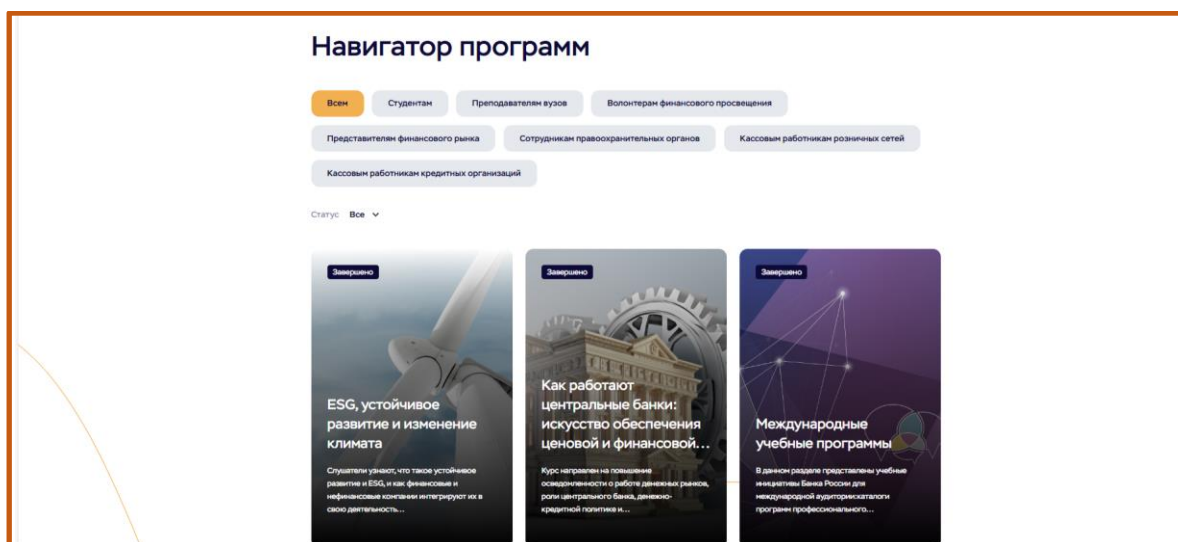 Навигатор программ
Всем
Студентам
Преподавателям вузов
Волонтерам финансового просвещения
Представителям финансового рынка
Сотрудникам правоохранительных органов
Кассовым работникам розничных сетей
Кассовым работникам кредитных организаций
Статус Все
Завершено
ESG, устойчивое
развитие и изменение
климата
Слушатели узнают, что такое устойчивое
развитие и ESG, и как финансовые и
нефинансовые компании интегрируют их в
свою деятельность...
Завершено
Как работают
центральные банки:
искусство обеспечения
ценовой и финансовой...
Курс направлен на повышение
осведомленности о работе денежных рынков,
роли центрального банка, денежно-
кредитной политике и...
Завершено
Международные
учебные программы
В данном разделе представлены учебные
инициативы Банка России для
международной аудитории:каталоги
программ профессионального...